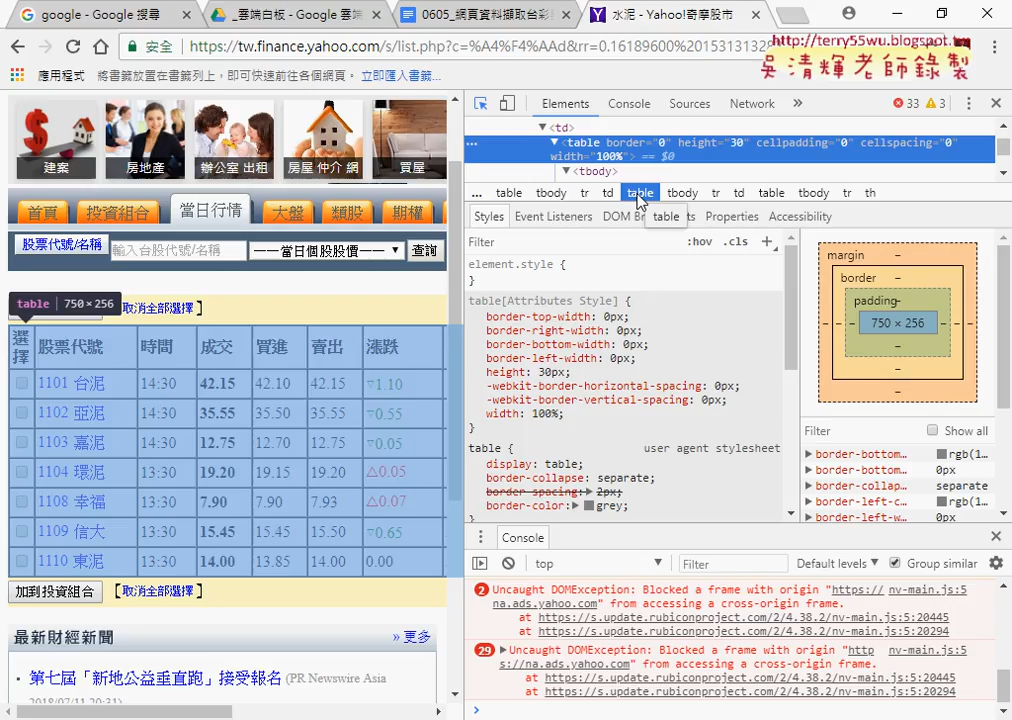 google - Google 搜尋
_雲端白板 - Google 雲端
0605_網頁資料擷取台彩
水泥 - Yahoo!奇摩股市
安全
https://tw.finance.yahoo.com/s/list.php?c=%A4%F4%AAd&rr=0.16189600%2015313132
http://terry55wu.blogspot.tw
吳清輝老師錄製
應用程式
將書籤放置在書籤列上，即可快速前往各個網頁。
立即匯入書籤...
建案
房地產
辦公室 出租
房屋 仲介 網
買屋
首頁
投資組合
當日行情
大盤
類股
期權
股票代號/名稱
輸入台股代號/名稱
——當日個股股價——
查詢
table 750×256
取消全部選擇】
選擇 股票代號 時間 成交 買進 賣出 漲跌
1101 台泥 14:30 42.15 42.10 42.15 ▽1.10
1102 亞泥 14:30 35.55 35.50 35.55 ▽0.55
1103 嘉泥 14:30 12.75 12.70 12.75 ▽0.05
1104 環泥 13:30 19.20 19.15 19.20 △0.05
1108 幸福 13:30 7.90 7.90 7.93 △0.07
1109 信大 13:30 15.45 15.45 15.50 ▽0.65
1110 東泥 13:30 14.00 13.85 14.00 0.00
加到投資組合
【取消全部選擇】
最新財經新聞
» 更多
‧ 第七屆「新地公益垂直跑」接受報名 (PR Newswire Asia
Elements
Console
Sources
Network
»
33
3
▼<td>
▼<table border="0" height="30" cellpadding="0" cellspacing="0"
width="100%"> == $0
▼<tbody>
... table tbody tr td table tbody tr td table tbody tr th
Styles
Event Listeners
DOM Br
table
ts
Properties
Accessibility
Filter
:hov .cls +
element.style {
}
table[Attributes Style] {
border-top-width: 0px;
border-right-width: 0px;
border-bottom-width: 0px;
border-left-width: 0px;
height: 30px;
-webkit-border-horizontal-spacing: 0px;
-webkit-border-vertical-spacing: 0px;
width: 100%;
}
table {
user agent stylesheet
display: table;
border-collapse: separate;
border-spacing:▶2px;
border-color:▶grey;
margin –
border –
padding–
750 × 256
Filter
Show all
border-bottom… rgb(1…
border-bottom… 0px
border-collap… separate
border-left-c… rgb(1…
border-left-w… 0px
Console
top
Filter
Default levels ▼
Group similar
2 Uncaught DOMException: Blocked a frame with origin "https:// nv-main.js:5
na.ads.yahoo.com" from accessing a cross-origin frame.
at https://s.update.rubiconproject.com/2/4.38.2/nv-main.js:5:20445
at https://s.update.rubiconproject.com/2/4.38.2/nv-main.js:5:20294
29 ▶Uncaught DOMException: Blocked a frame with origin "http nv-main.js:5
s://na.ads.yahoo.com" from accessing a cross-origin frame.
at https://s.update.rubiconproject.com/2/4.38.2/nv-main.js:5:20456
at https://s.update.rubiconproject.com/2/4.38.2/nv-main.js:5:20294
>